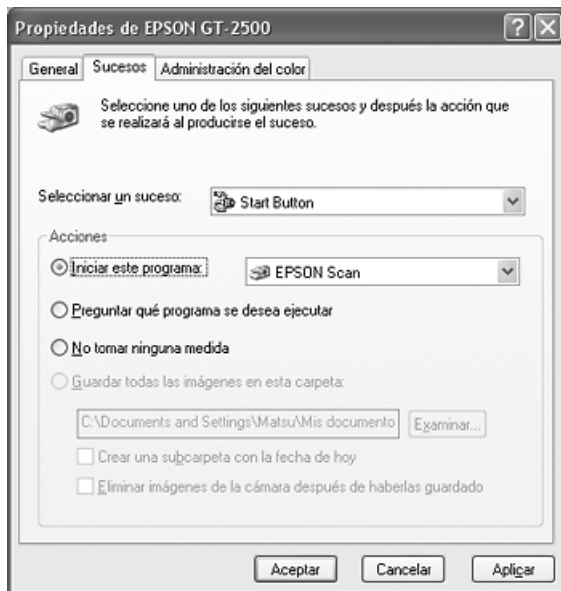 Propiedades de EPSON GT-2500
General Sucesos Administración del color
Seleccione uno de los siguientes sucesos y después la acción que
se realizará al producirse el suceso.
Seleccionar un suceso: Start Button
Acciones
Iniciar este programa: EPSON Scan
Preguntar qué programa se desea ejecutar
No tomar ninguna medida
Guardar todas las imágenes en esta carpeta:
C:\Documents and Settings\Matsu\Mis documento Examinar...
Crear una subcarpeta con la fecha de hoy
Eliminar imágenes de la cámara después de haberlas guardado
Aceptar Cancelar Aplicar